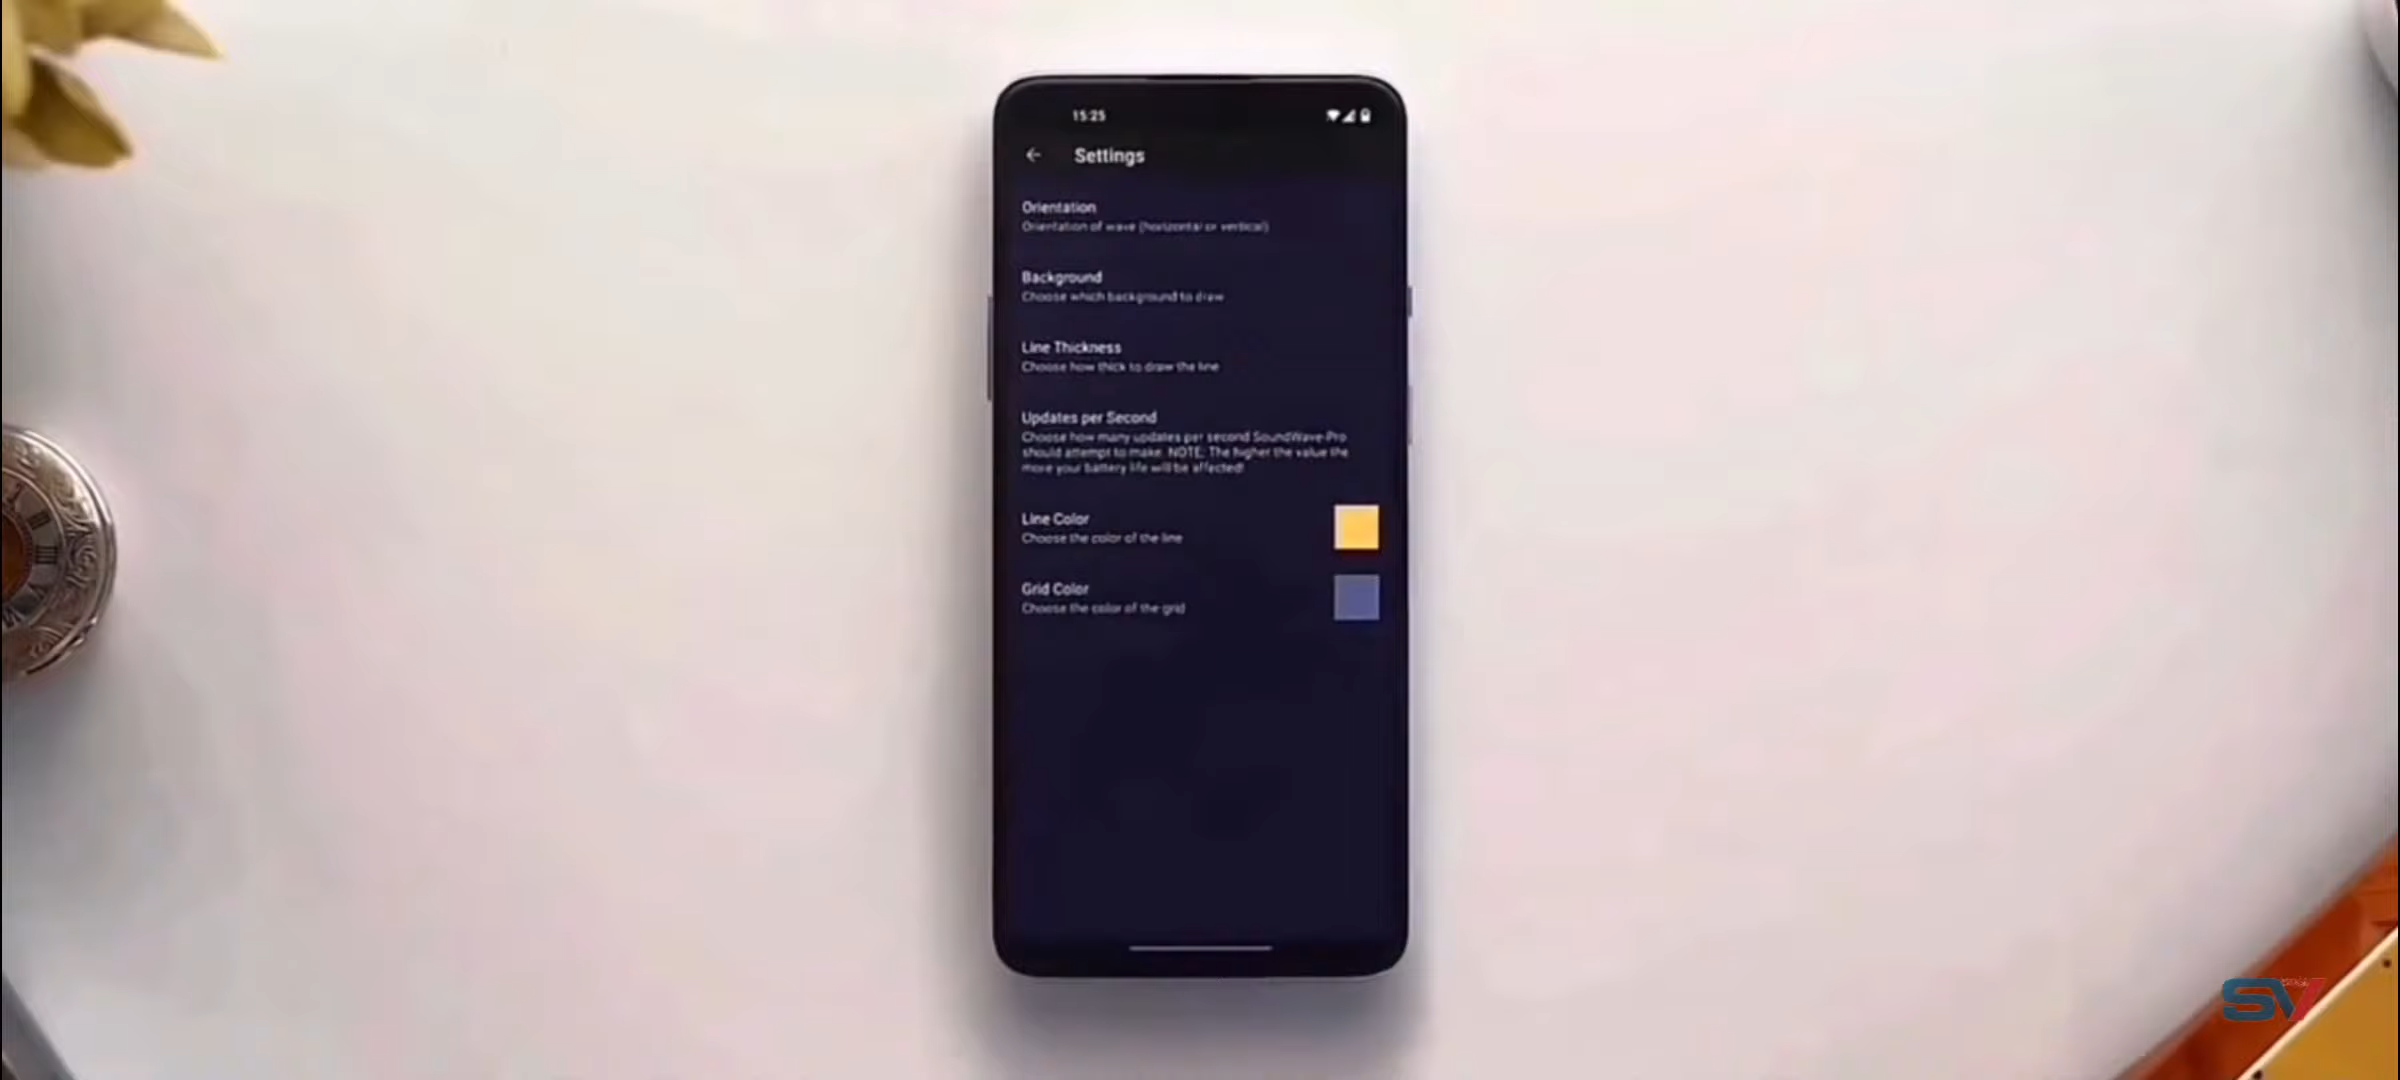 15:25
Settings
Orientation
Orientation of wave (horizontal or vertical)
Background
Choose which background to draw
Line Thickness
Choose how thick to draw the line
Updates per Second
Choose how many updates per second SoundWave-Pro
should attempt to make. NOTE: The higher the value the
more your battery life will be affected!
Line Color
Choose the color of the line
Grid Color
Choose the color of the grid
SV